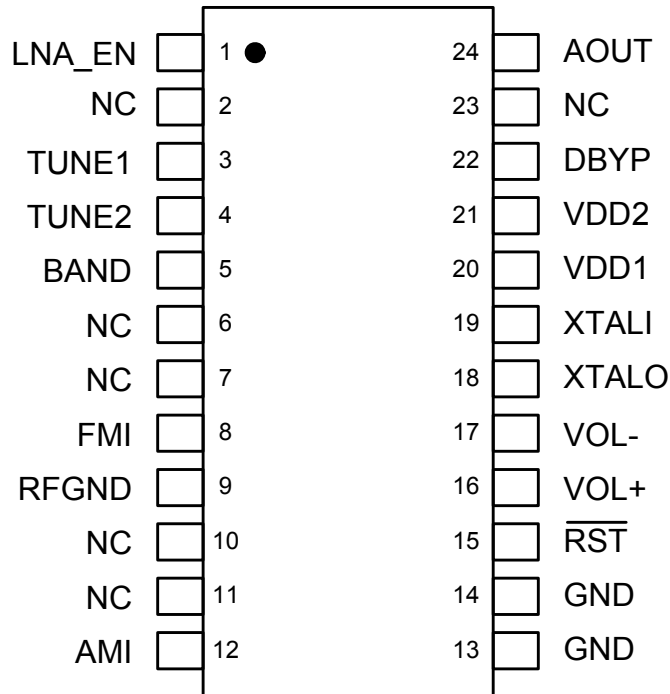 LNA_EN 1 24 AOUT
NC 2 23 NC
TUNE1 3 22 DBYP
TUNE2 4 21 VDD2
BAND 5 20 VDD1
NC 6 19 XTALI
NC 7 18 XTALO
FMI 8 17 VOL-
RFGND 9 16 VOL+
NC 10 15 RST
NC 11 14 GND
AMI 12 13 GND